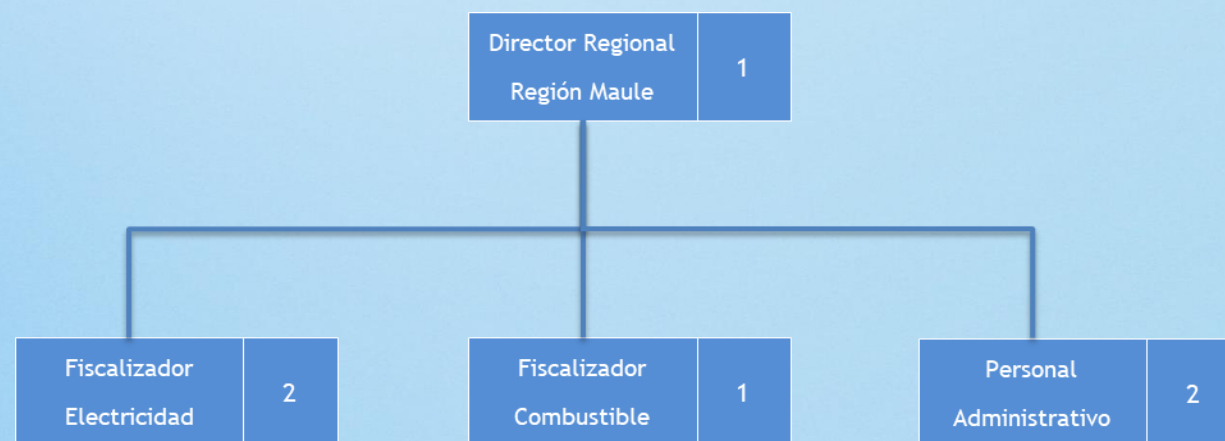 Director Regional
Región Maule
1
Fiscalizador
Electricidad
2
Fiscalizador
Combustible
1
Personal
Administrativo
2